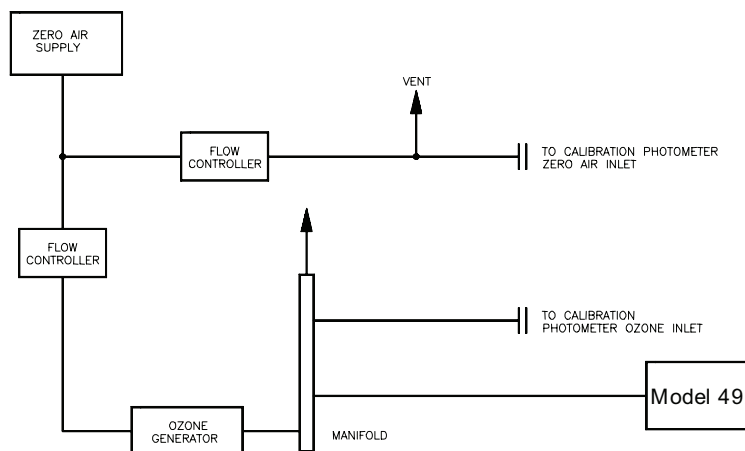 ZERO AIR
SUPPLY
VENT
FLOW
CONTROLLER
TO CALIBRATION PHOTOMETER
ZERO AIR INLET
FLOW
CONTROLLER
TO CALIBRATION
PHOTOMETER OZONE INLET
Model 49
OZONE
GENERATOR
MANIFOLD